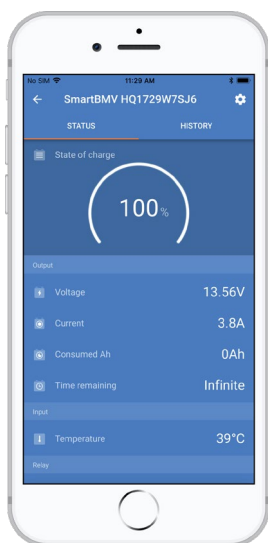 No SIM 11:29 AM
SmartBMV HQ1729W7SJ6
STATUS HISTORY
State of charge
100%
Output
Voltage 13.56V
Current 3.8A
Consumed Ah 0Ah
Time remaining Infinite
Input
Temperature 39°C
Relay